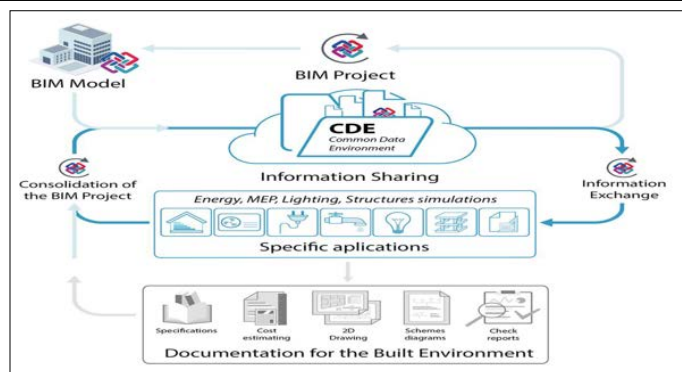 BIM Project
BIM Model
CDE
Common Data
Environment
Information Sharing
Consolidation of
the BIM Project
Information
Exchange
Energy, MEP, Lighting, Structures simulations
Specific aplications
Specifications
Cost
estimating
2D
Drawing
Schemes
diagrams
Check
reports
Documentation for the Built Environment